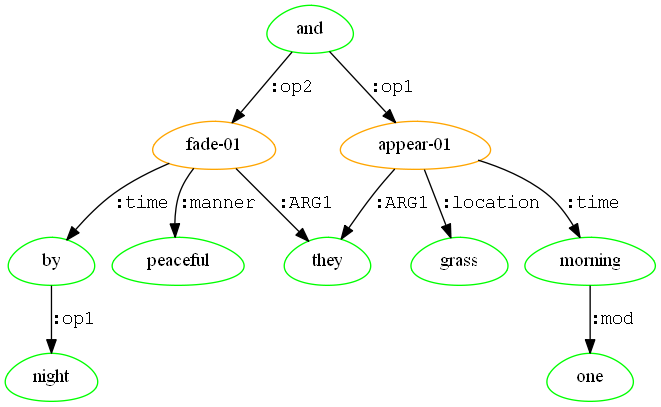 and
:op2 :op1
fade-01 appear-01
:time :manner :ARG1 :ARG1 :location :time
by peaceful they grass morning
:op1 :mod
night one